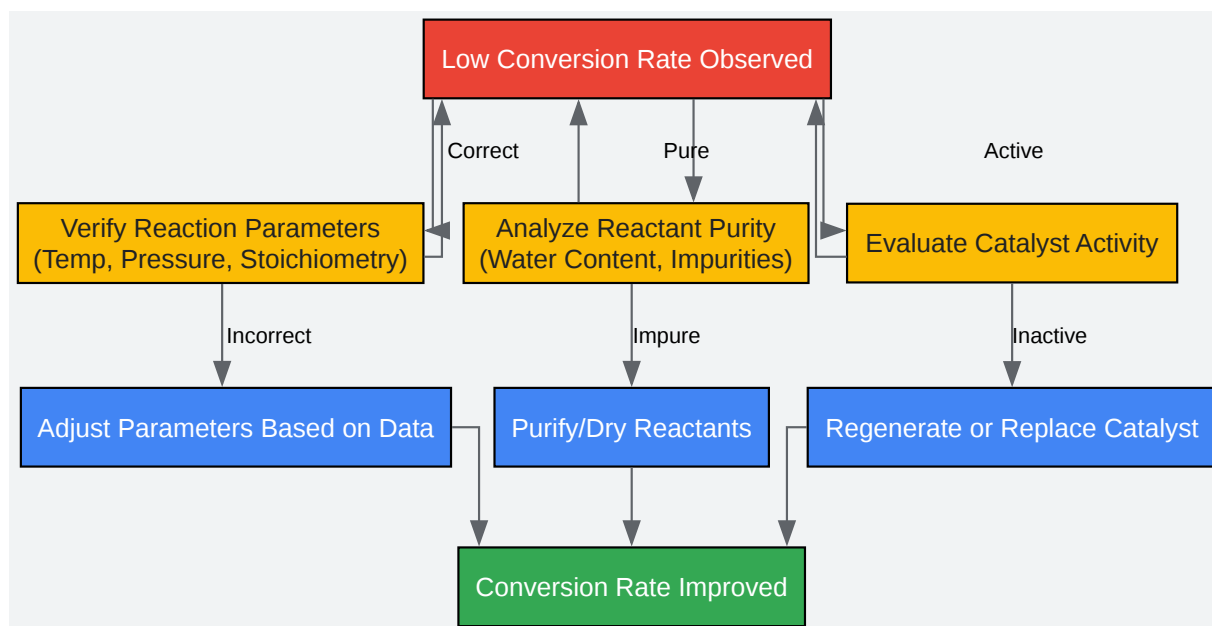 Low Conversion Rate Observed
Correct
Pure
Active
Verify Reaction Parameters
(Temp, Pressure, Stoichiometry)
Analyze Reactant Purity
(Water Content, Impurities)
Evaluate Catalyst Activity
Incorrect
Impure
Inactive
Adjust Parameters Based on Data
Purify/Dry Reactants
Regenerate or Replace Catalyst
Conversion Rate Improved